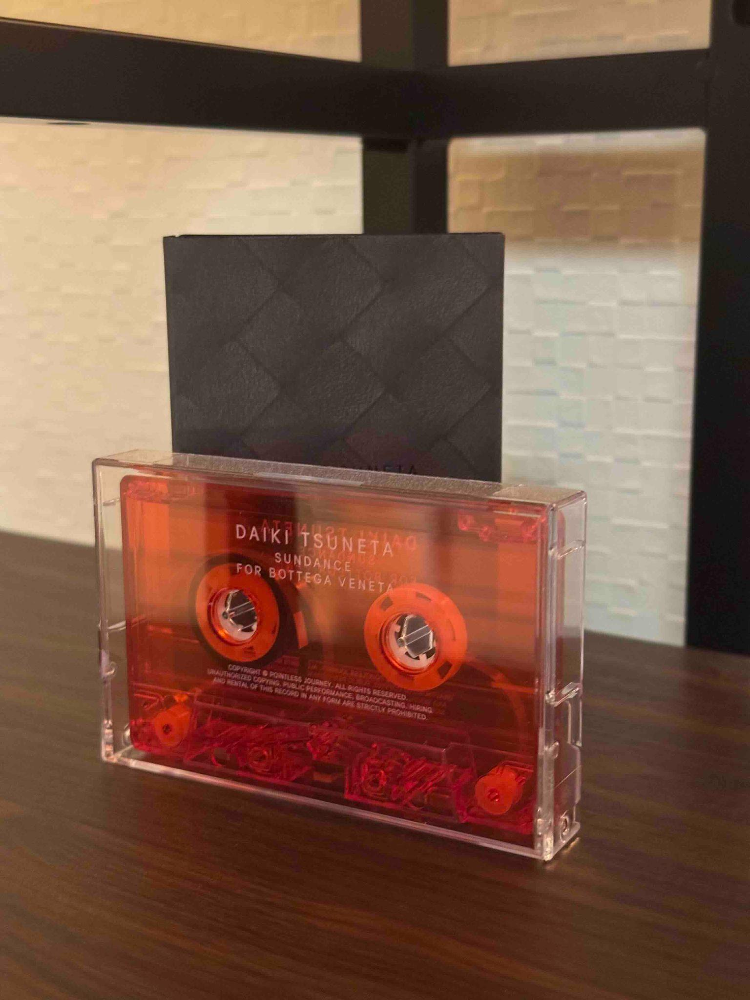 DAIKI TSUNETA
SUNDANCE
FOR BOTTEGA VENETA
COPYRIGHT © POINTLESS JOURNEY. ALL RIGHTS RESERVED.
UNAUTHORIZED COPYING, PUBLIC PERFORMANCE, BROADCASTING, HIRING
AND RENTAL OF THIS RECORD IN ANY FORM ARE STRICTLY PROHIBITED.